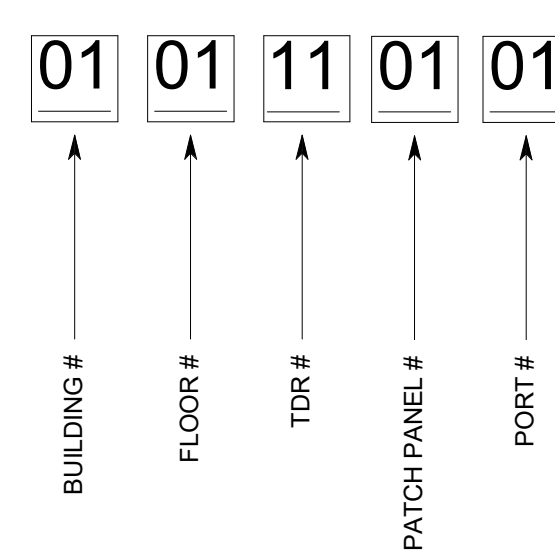 01 01 11 01 01
BUILDING #
FLOOR #
TDR #
PATCH PANEL #
PORT #